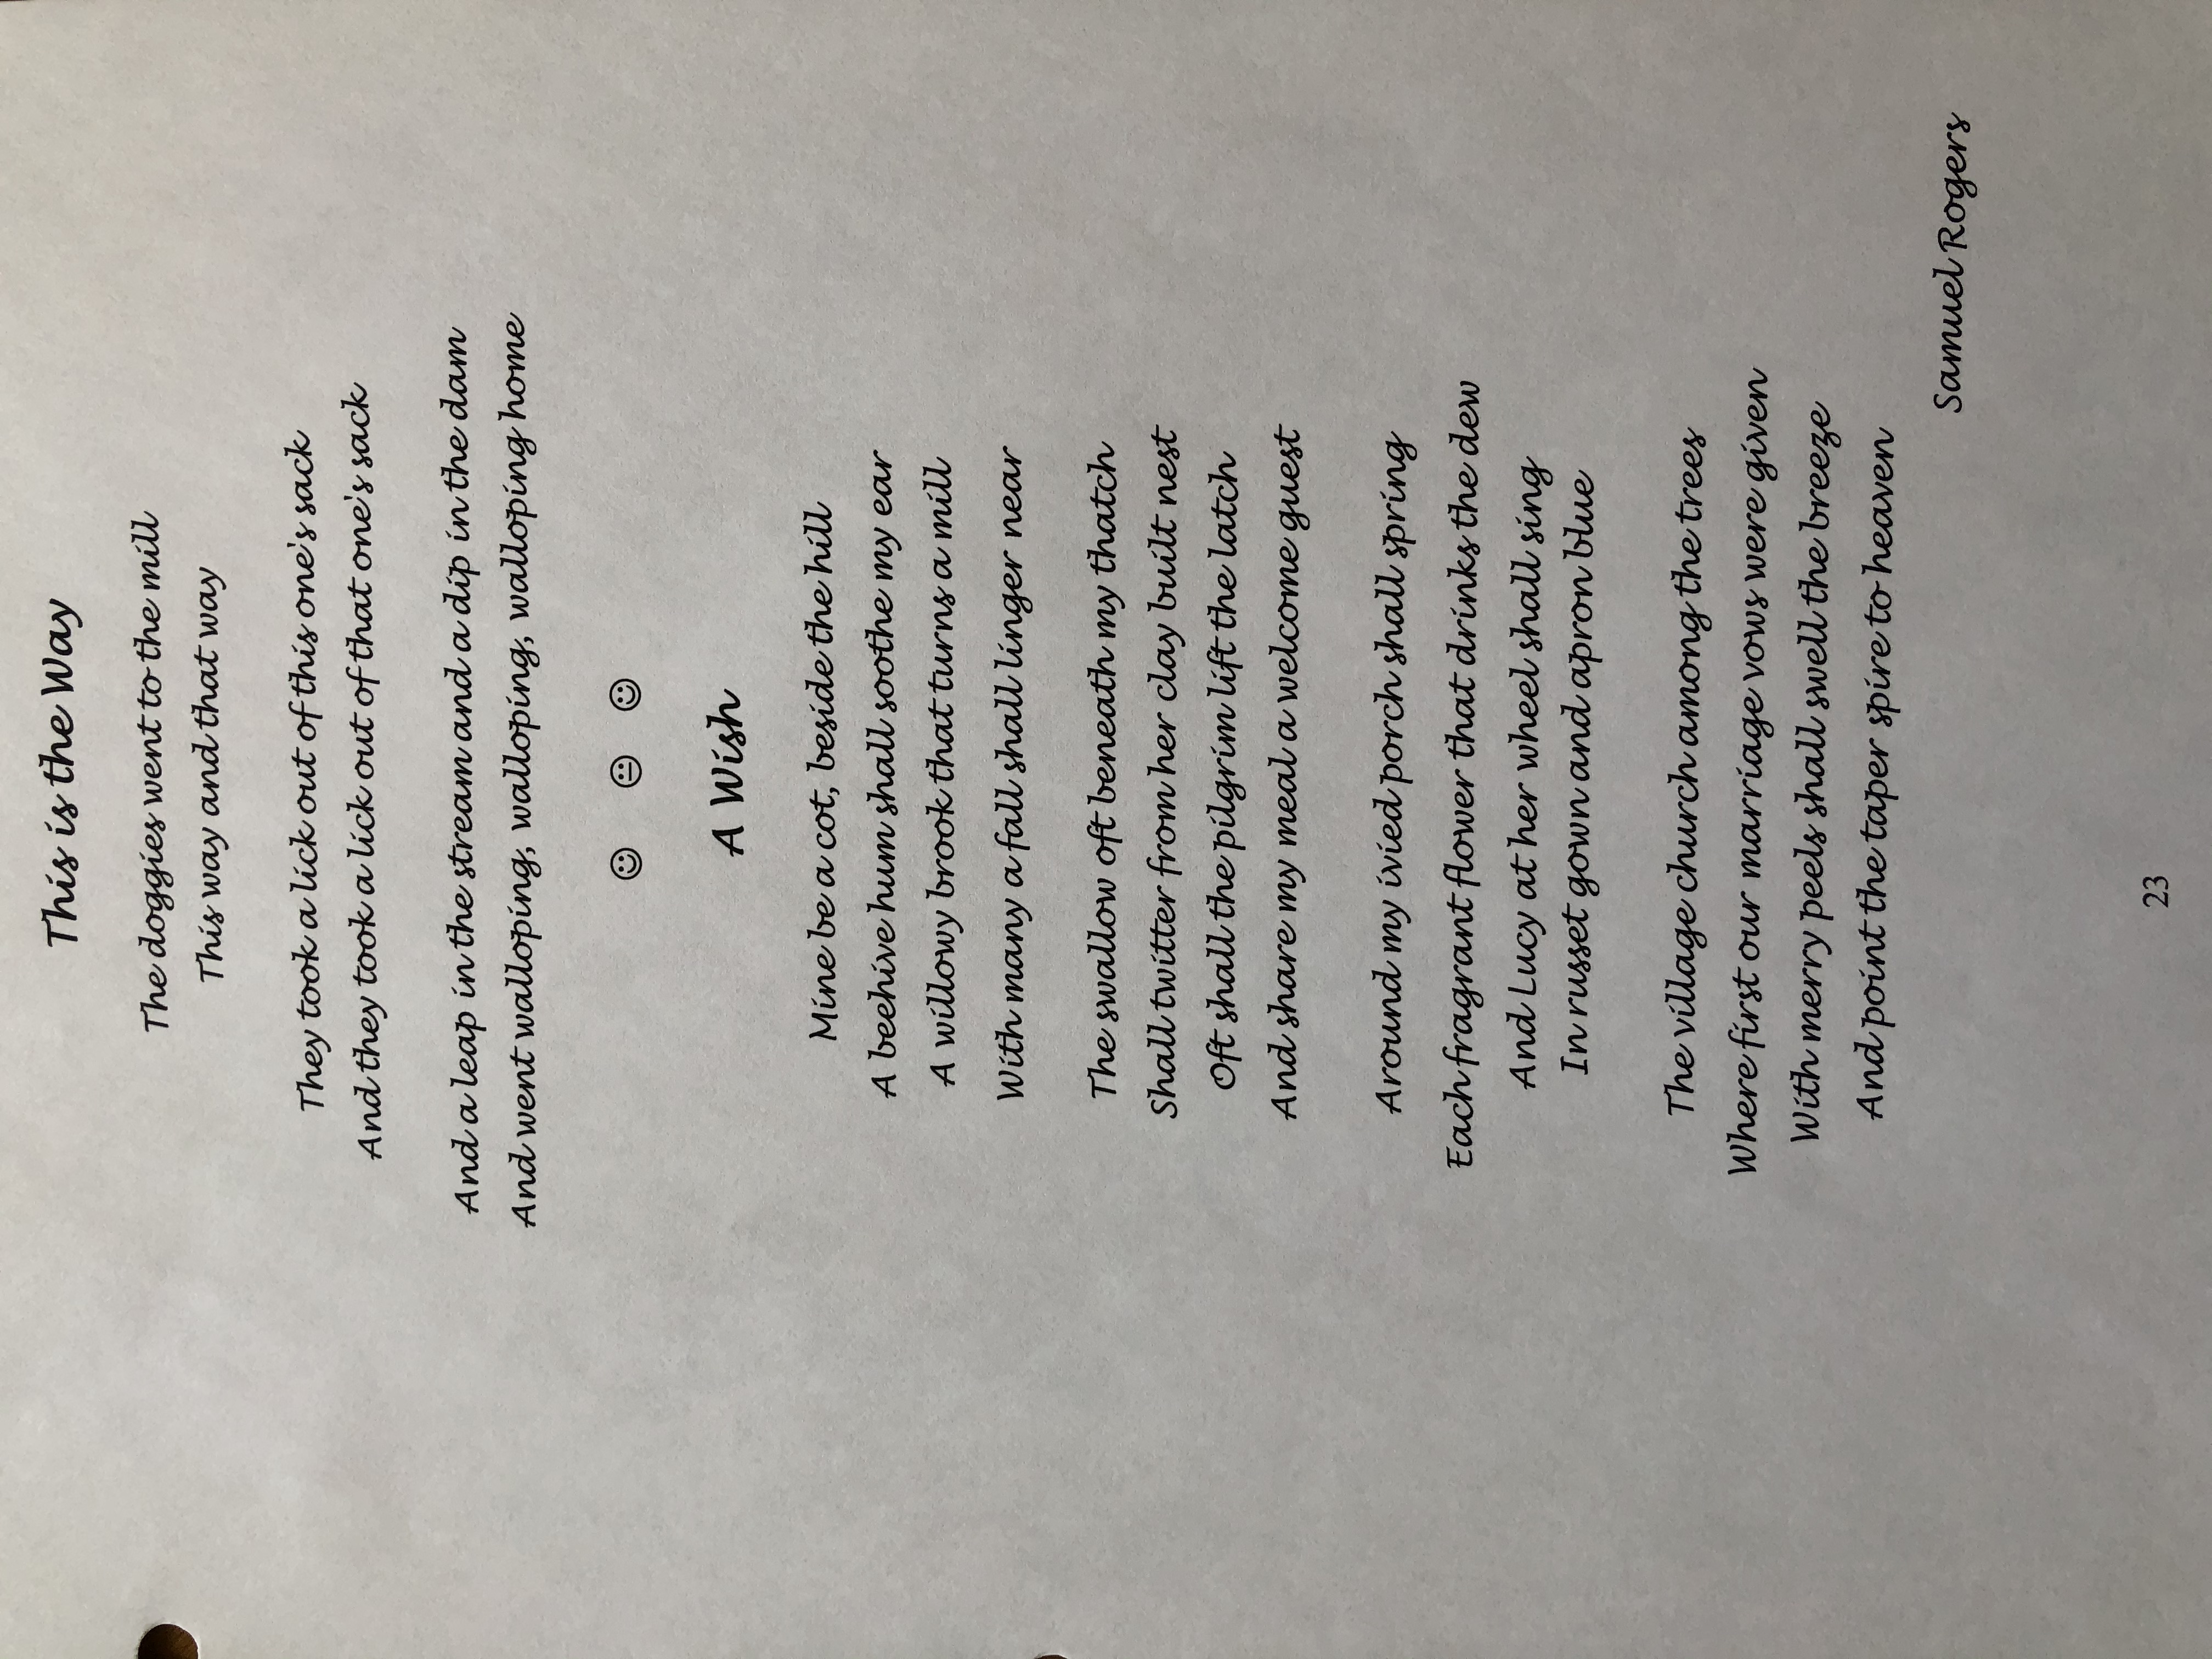 This is the Way
The doggies went to the mill
This way and that way
They took a lick out of this one's sack
And they took a lick out of that one's sack
And a leap in the stream and a dip in the dam
And went walloping, walloping, walloping home
A Wish
Mine be a cot, beside the hill
A beehive hum shall soothe my ear
A willowy brook that turns a mill
With many a fall shall linger near
The swallow oft beneath my thatch
Shall twitter from her clay built nest
Oft shall the pilgrim lift the latch
And share my meal a welcome guest
Around my ivied porch shall spring
Each fragrant flower that drinks the dew
And Lucy at her wheel shall sing
In russet gown and apron blue
The village church among the trees
Where first our marriage vows were given
With merry peels shall swell the breeze
And point the taper spire to heaven
Samuel Rogers
23